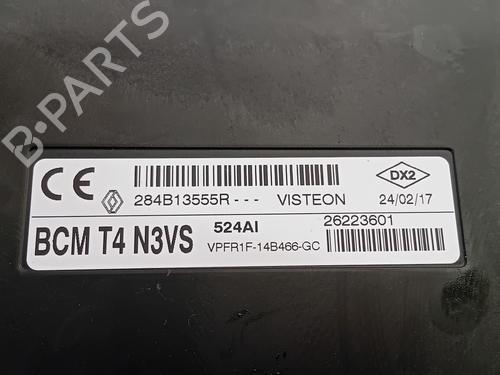 B-PARTS
CE
284B13555R--- VISTEON
DX2
24/02/17
BCM T4 N3VS
524AI
VPFR1F-14B466-GC
26223601